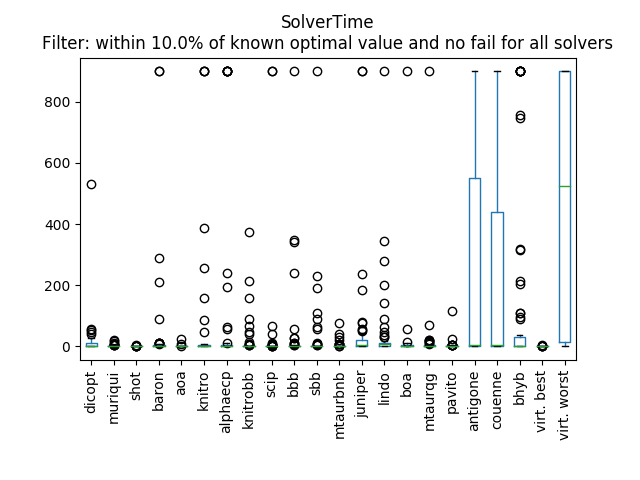 SolverTime
Filter: within 10.0% of known optimal value and no fail for all solvers
800
600
400
200
0
dicopt
muriqui
shot
baron
aoa
knitro
alphaecp
knitrobb
scip
bbb
sbb
mtaurbnb
juniper
lindo
boa
mtaurqg
pavito
antigone
couenne
bhyb
virt. best
virt. worst